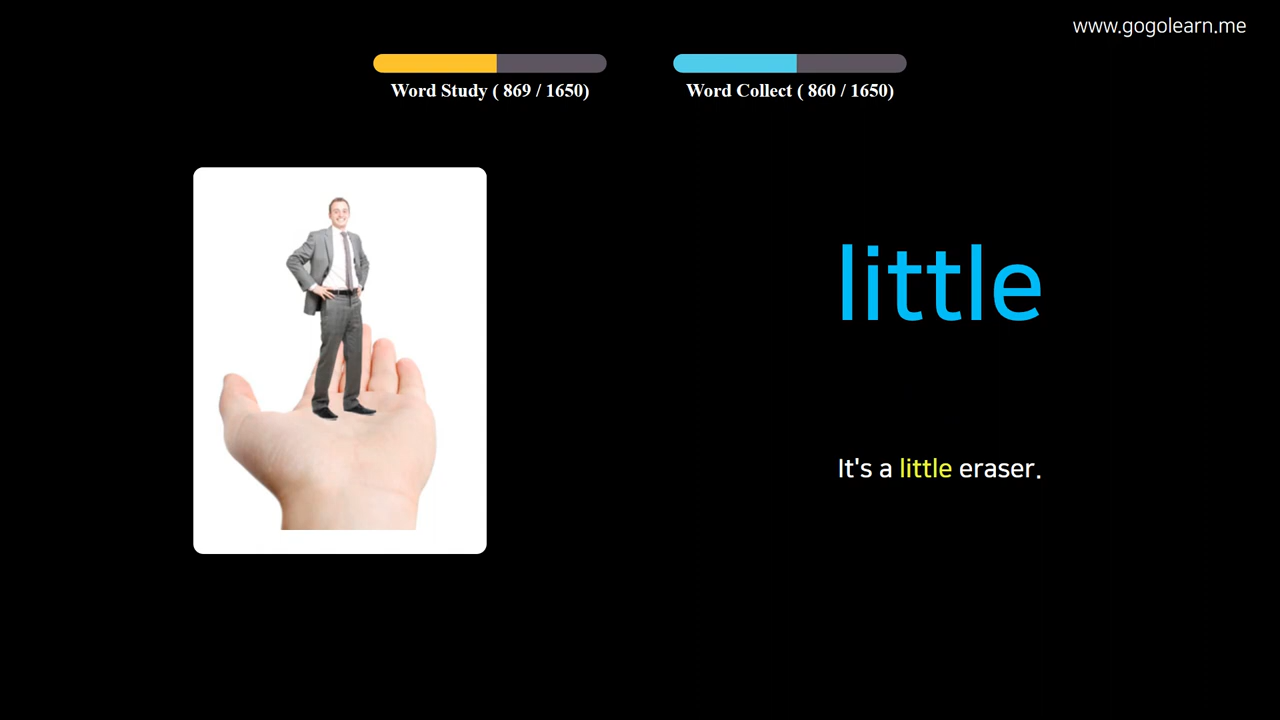 www.gogolearn.me
Word Study ( 869 / 1650)
Word Collect ( 860 / 1650)
little
It's a little eraser.